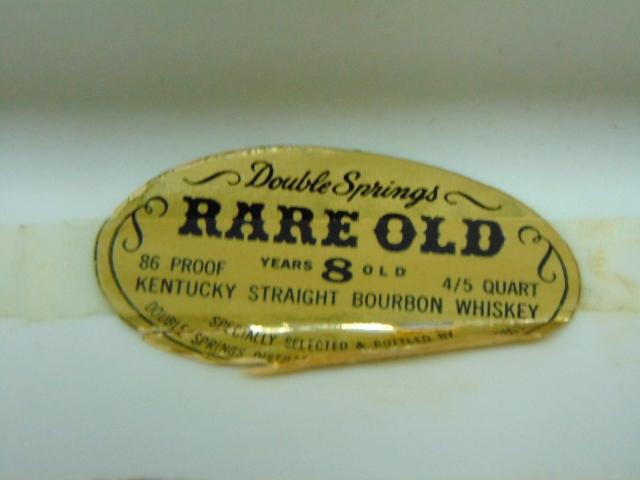 Double Springs
RARE OLD
86 PROOF YEARS 8 OLD 4/5 QUART
KENTUCKY STRAIGHT BOURBON WHISKEY
SPECIALLY SELECTED & BOTTLED BY
DOUBLE SPRINGS